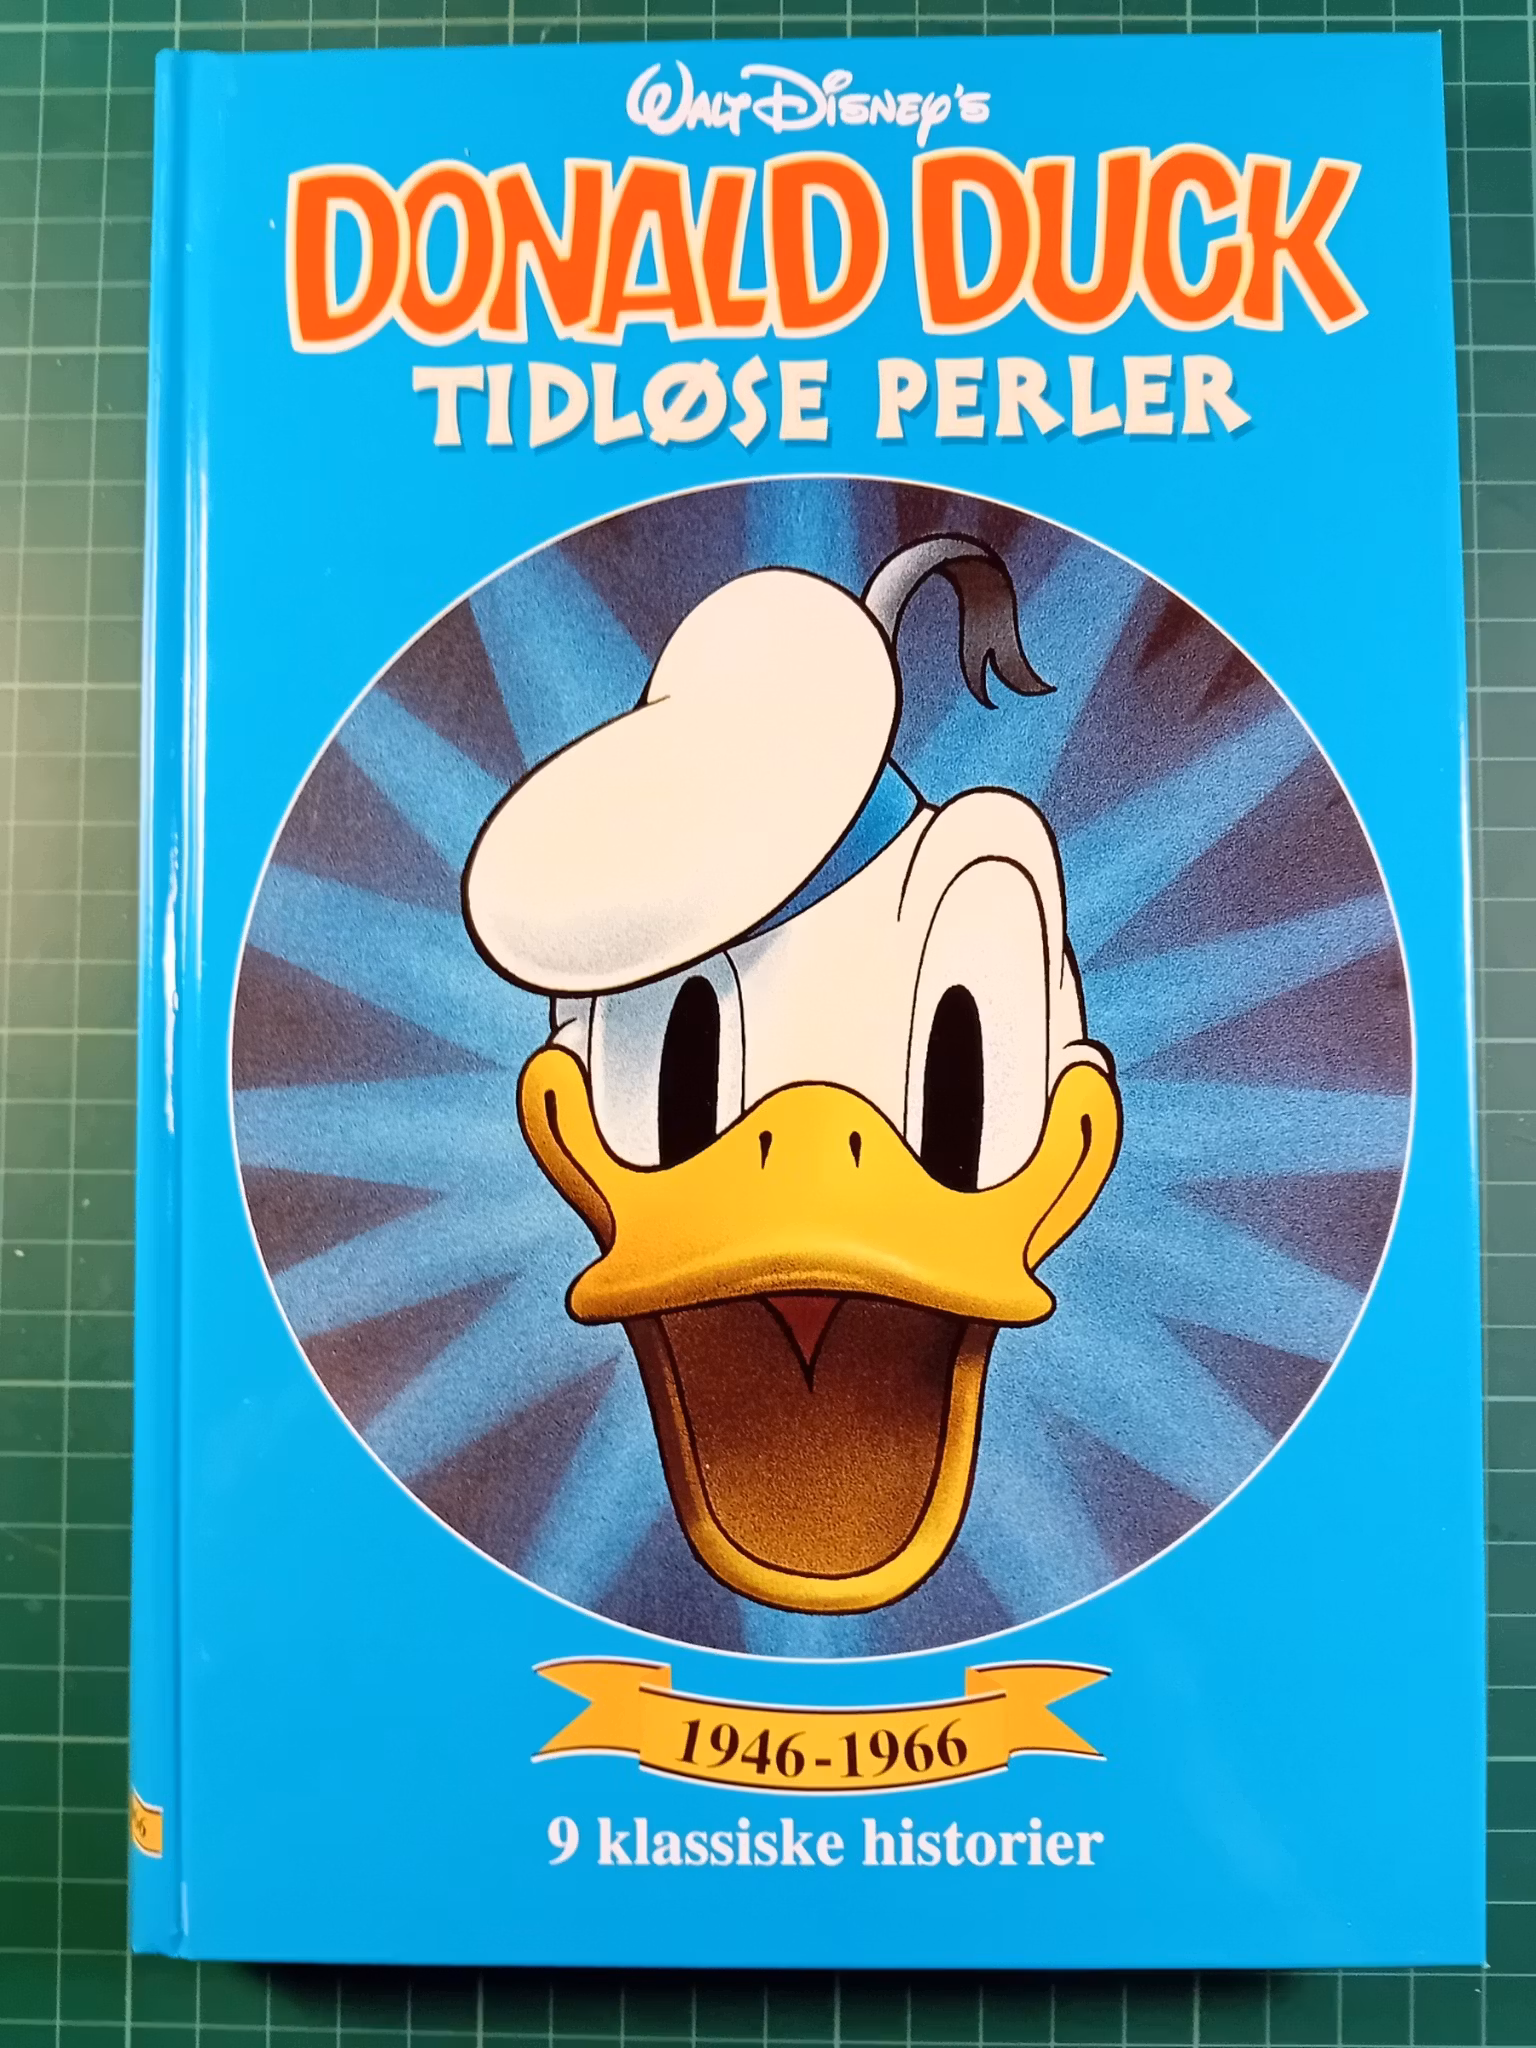 WALT DISNEY'S
DONALD DUCK
TIDLØSE PERLER
1946-1966
9 klassiske historier